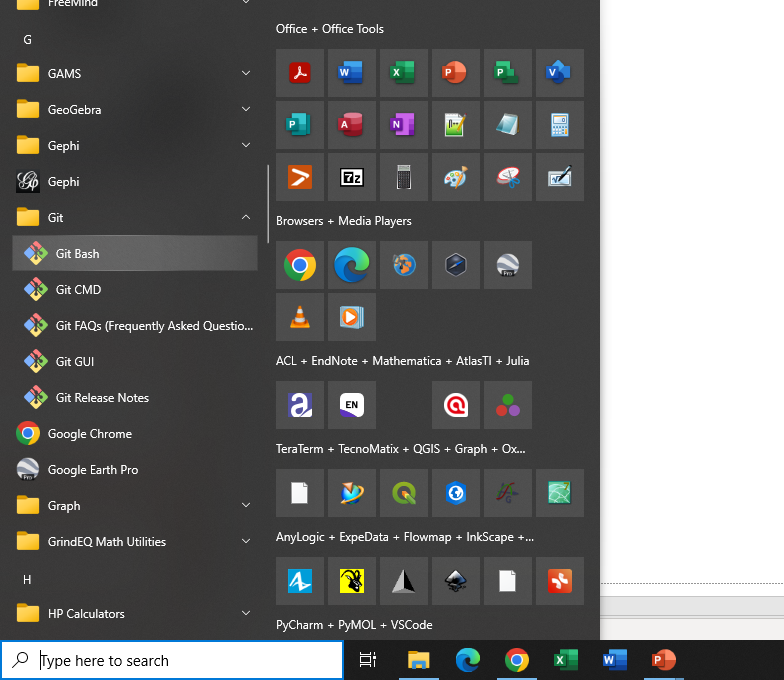 FreeMind
G
GAMS
GeoGebra
Gephi
Gephi
Git
Git Bash
Git CMD
Git FAQs (Frequently Asked Questio...
Git GUI
Git Release Notes
Google Chrome
Google Earth Pro
Graph
GrindEQ Math Utilities
H
HP Calculators
Office + Office Tools
Browsers + Media Players
ACL + EndNote + Mathematica + AtlasTI + Julia
EN
TeraTerm + TecnoMatix + QGIS + Graph + Ox...
AnyLogic + ExpeData + Flowmap + InkScape +...
PyCharm + PyMOL + VSCode
Type here to search